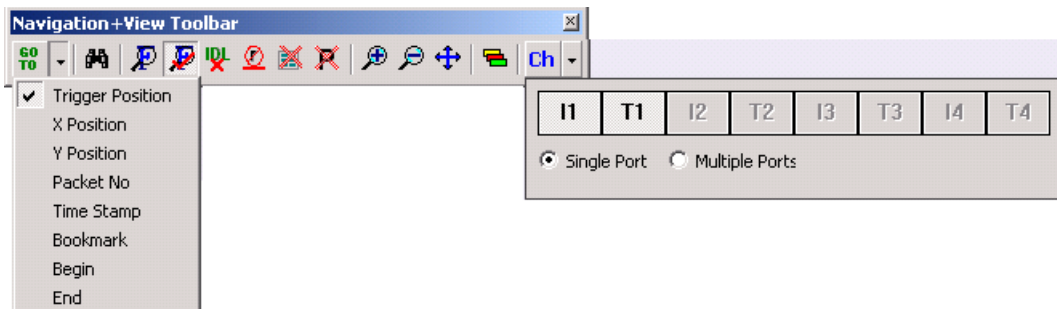 Navigation+View Toolbar
GO TO IDL Ch
Trigger Position
X Position
Y Position
Packet No
Time Stamp
Bookmark
Begin
End
I1 T1 I2 T2 I3 T3 I4 T4
Single Port Multiple Ports